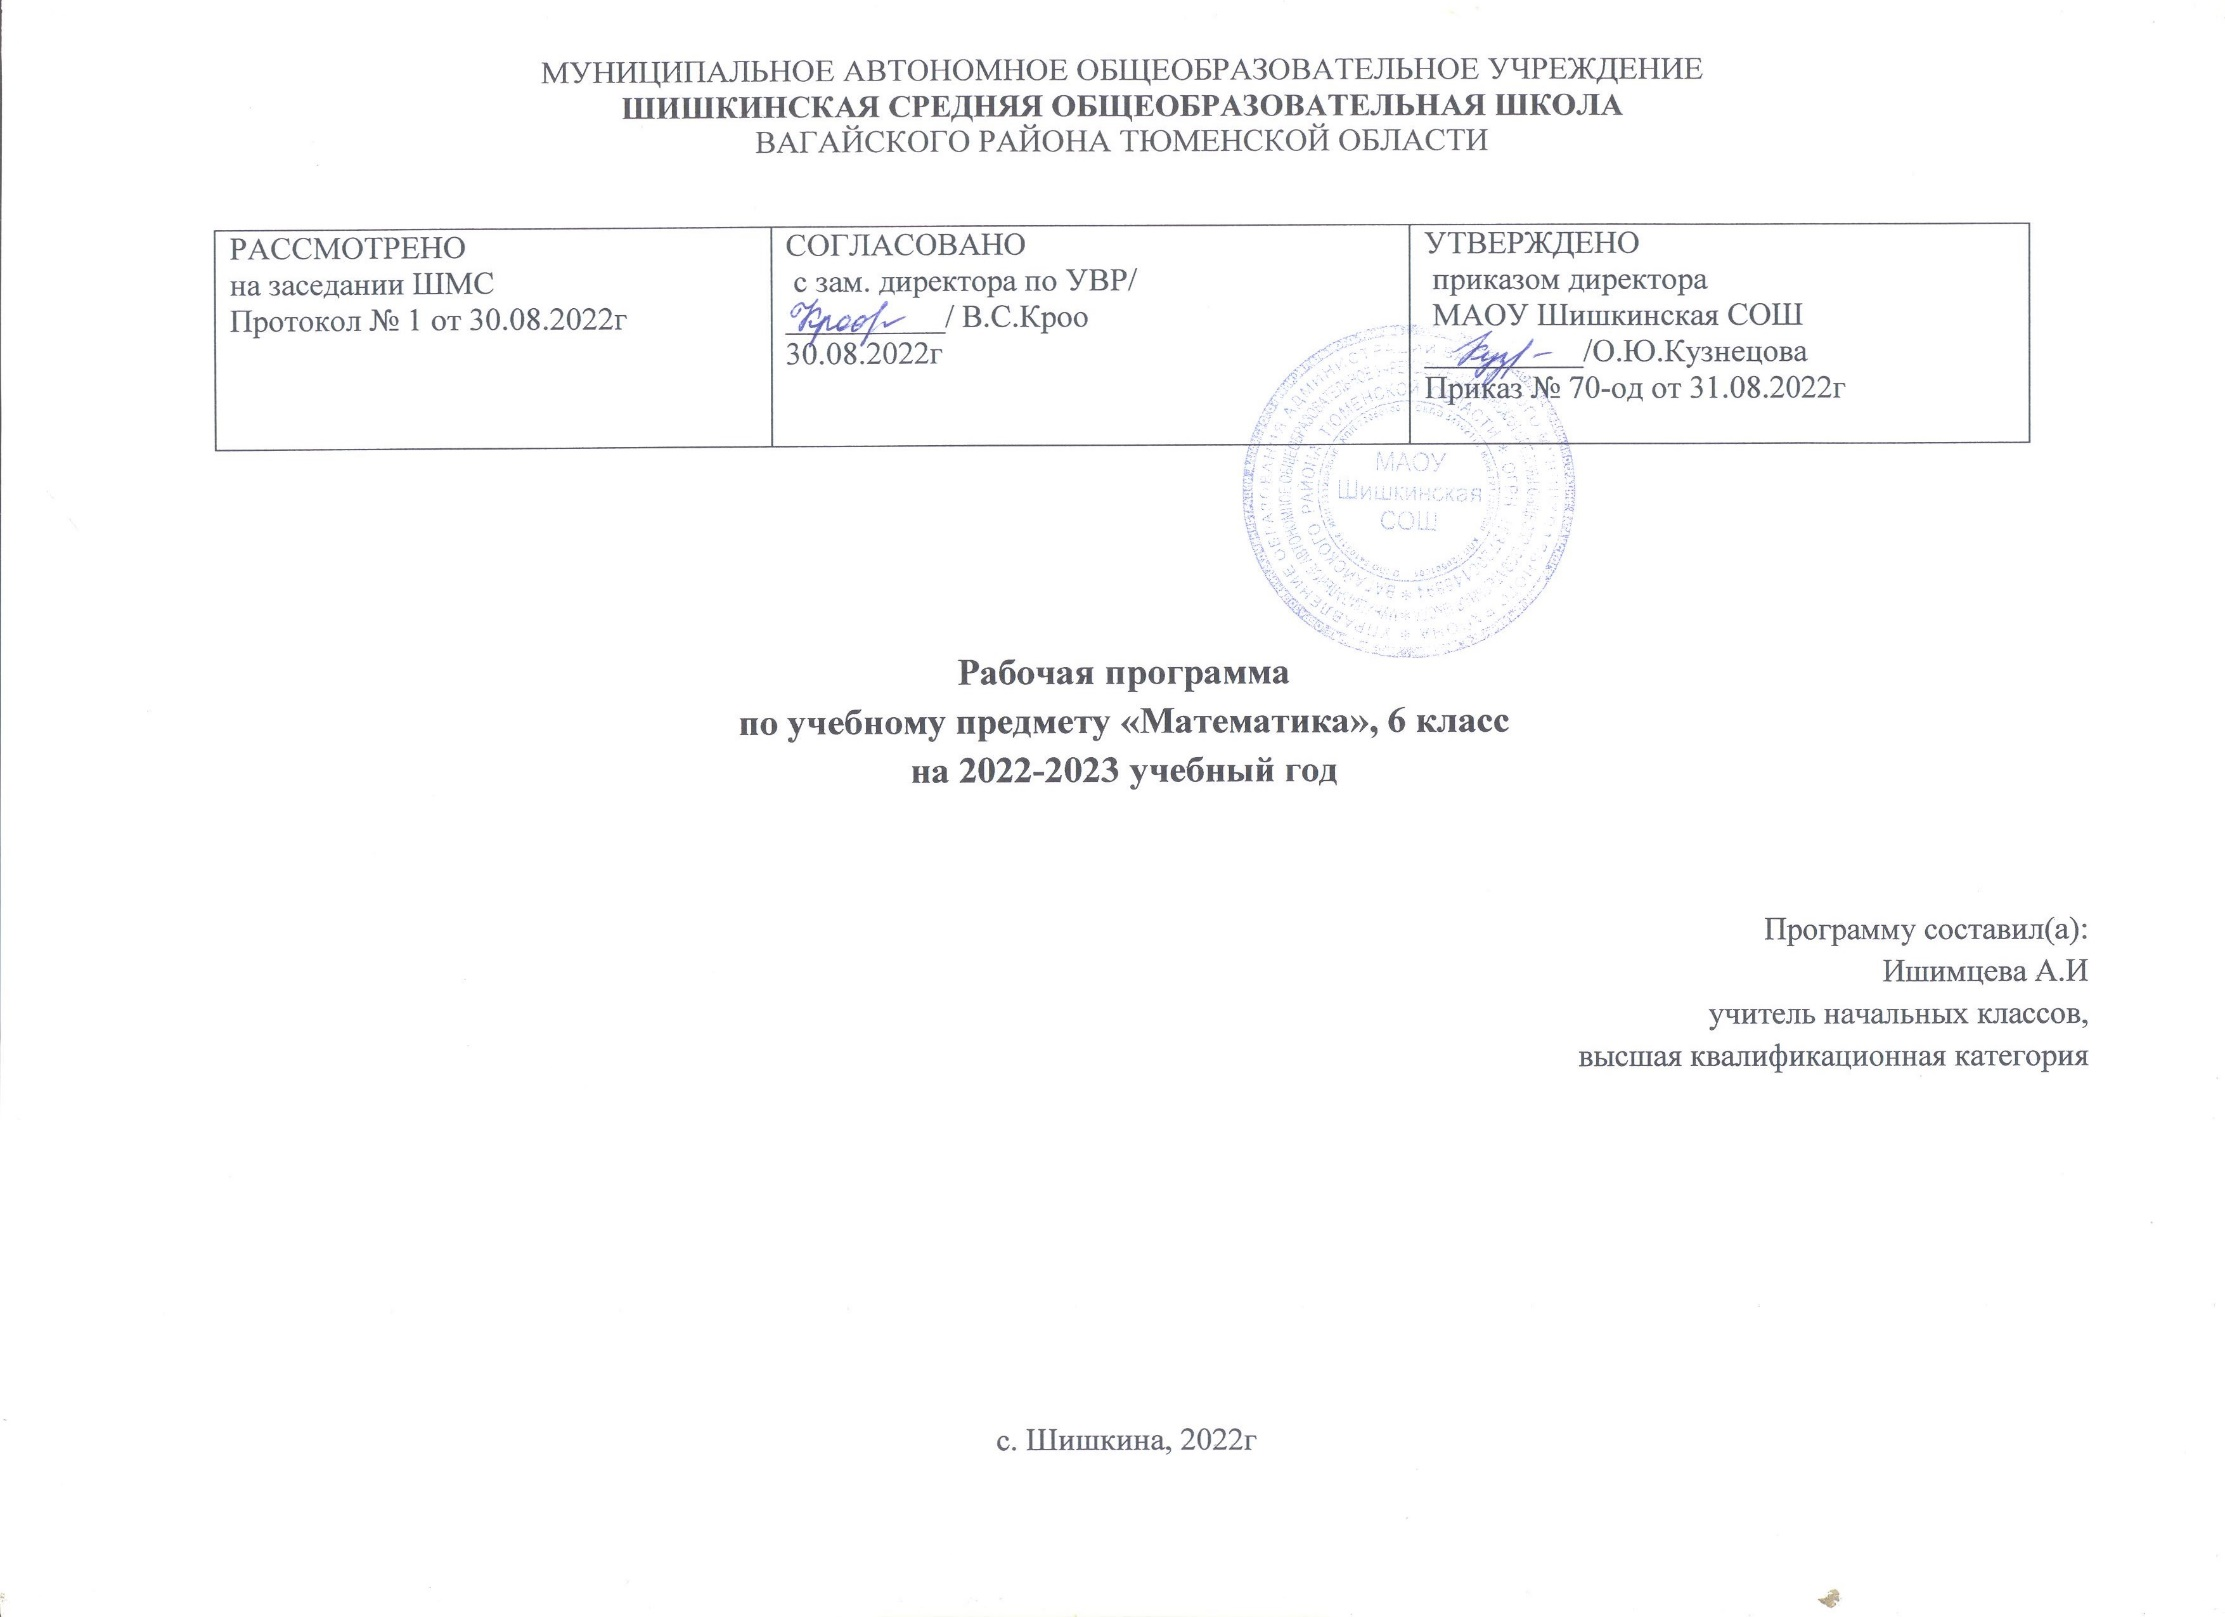 МУНИЦИПАЛЬНОЕ АВТОНОМНОЕ ОБЩЕОБРАЗОВАТЕЛЬНОЕ УЧРЕЖДЕНИЕ
ШИШКИНСКАЯ СРЕДНЯЯ ОБЩЕОБРАЗОВАТЕЛЬНАЯ ШКОЛА
ВАГАЙСКОГО РАЙОНА ТЮМЕНСКОЙ ОБЛАСТИ
РАССМОТРЕНО
на заседании ШМС
Протокол № 1 от 30.08.2022г
СОГЛАСОВАНО
с зам. директора по УВР/
__________/ В.С.Кроо
30.08.2022г
УТВЕРЖДЕНО
приказом директора
МАОУ Шишкинская СОШ
__________/О.Ю.Кузнецова
Приказ № 70-од от 31.08.2022г
МАОУ
Шишкинская
СОШ
Рабочая программа
по учебному предмету «Математика», 6 класс
на 2022-2023 учебный год
Программу составил(а):
Ишимцева А.И
учитель начальных классов,
высшая квалификационная категория
с. Шишкина, 2022г